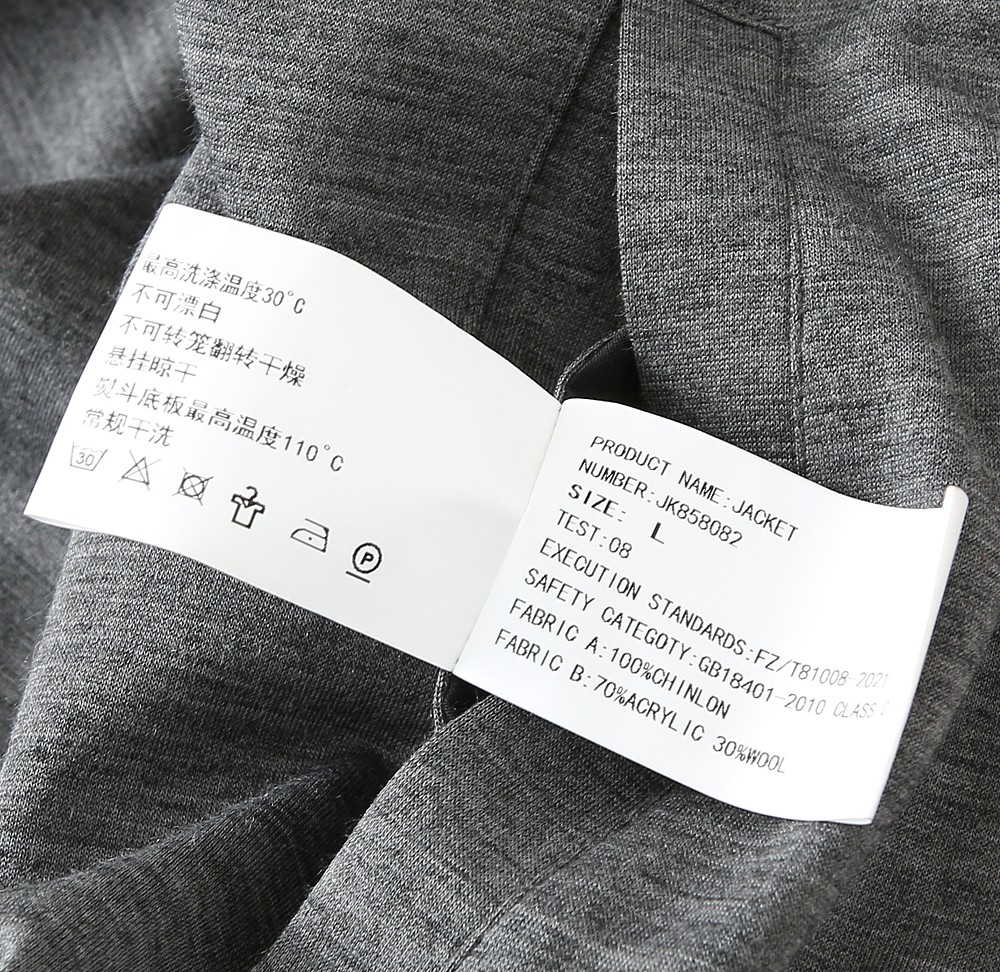 最高洗涤温度30°C
不可漂白
不可转笼翻转干燥
悬挂晾干
熨斗底板最高温度110°C
常规干洗
30
P
PRODUCT NAME:JACKET
NUMBER:JK858082
SIZE: L
TEST:08
EXECUTION STANDARDS:FZ/T81008-2021
SAFETY CATEGOTY:GB18401-2010 CLASS
FABRIC A:100%CHINLON
FABRIC B:70%ACRYLIC 30%WOOL